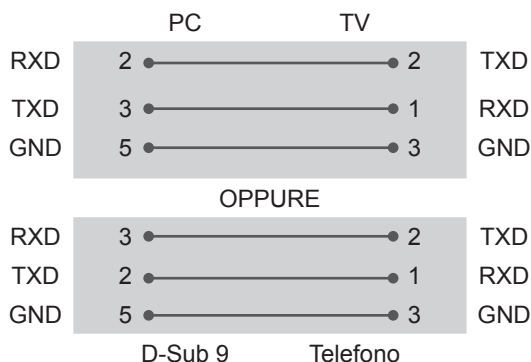 PC TV
RXD 2 2 TXD
TXD 3 1 RXD
GND 5 3 GND
OPPURE
RXD 3 2 TXD
TXD 2 1 RXD
GND 5 3 GND
D-Sub 9 Telefono